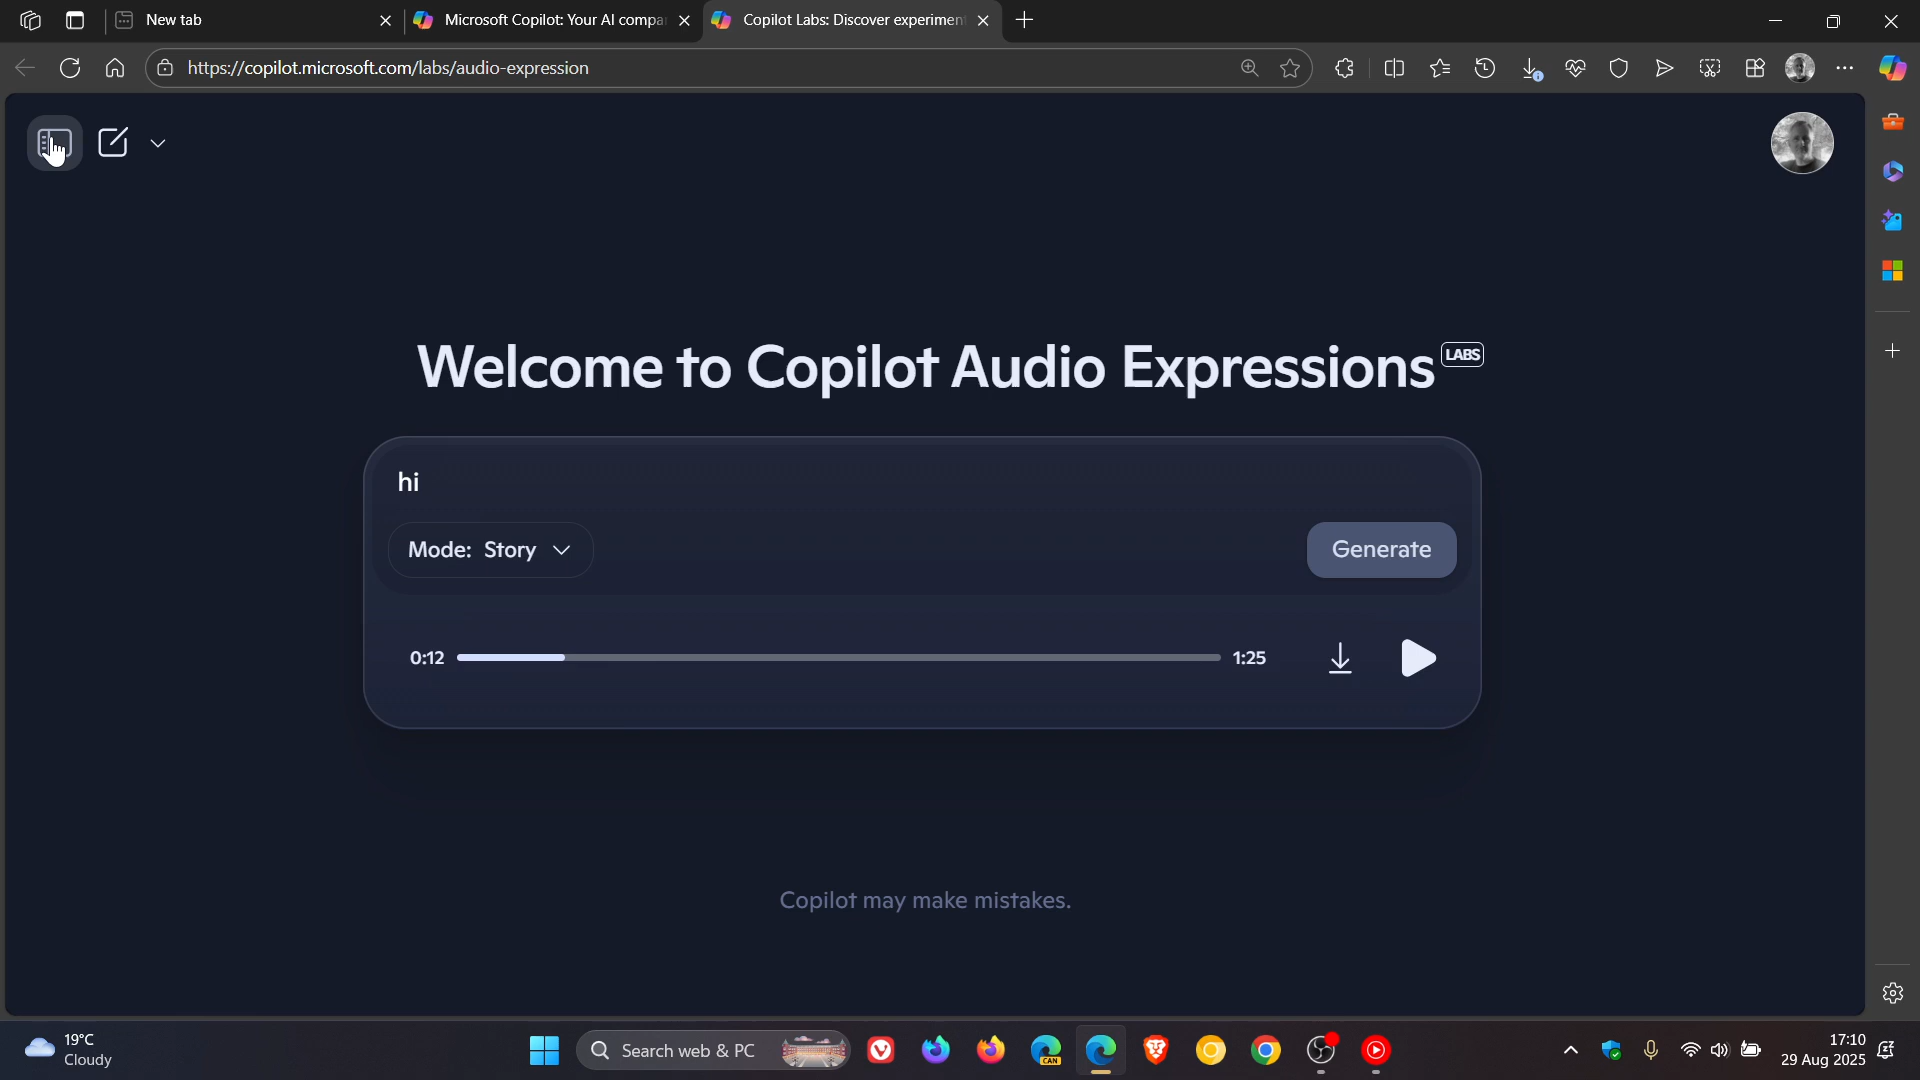 New tab
Microsoft Copilot: Your AI compa
Copilot Labs: Discover experimen
https://copilot.microsoft.com/labs/audio-expression
Welcome to Copilot Audio Expressions LABS
hi
Mode: Story
Generate
0:12
1:25
Copilot may make mistakes.
19°C
Cloudy
Search web & PC
CAN
17:10
29 Aug 2025